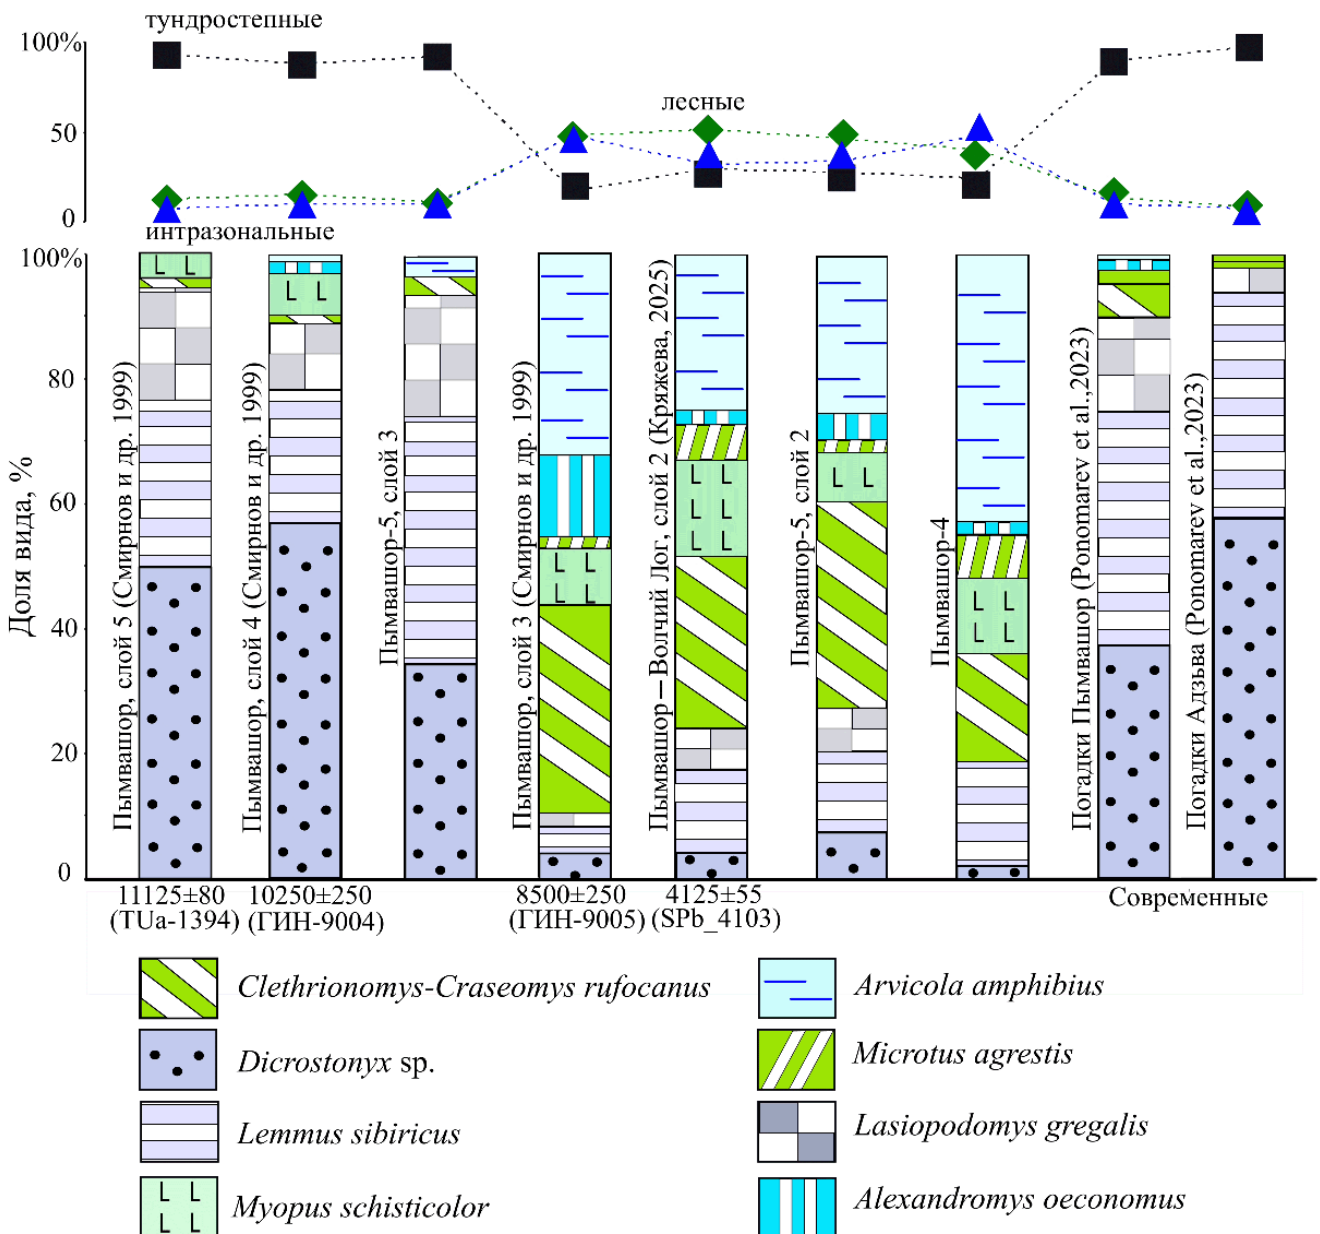 тундростепные
100%
50
0
лесные
интразональные
Доля вида, %
100%
80
60
40
20
0
Пымвашор, слой 5 (Смирнов и др. 1999)
Пымвашор, слой 4 (Смирнов и др. 1999)
Пымвашор-5, слой 3
Пымвашор, слой 3 (Смирнов и др. 1999)
Пымвашор – Волчий Лог, слой 2 (Кряжева, 2025)
Пымвашор-5, слой 2
Пымвашор-4
Погадки Пымвашор (Ponomarev et al.,2023)
Погадки Адзьва (Ponomarev et al.,2023)
11125±80
(TUa-1394)
10250±250
(ГИН-9004)
8500±250
(ГИН-9005)
4125±55
(SPb_4103)
Современные
Clethrionomys-Craseomys rufocanus
Dicrostonyx sp.
Lemmus sibiricus
Myopus schisticolor
Arvicola amphibius
Microtus agrestis
Lasiopodomys gregalis
Alexandromys oeconomus